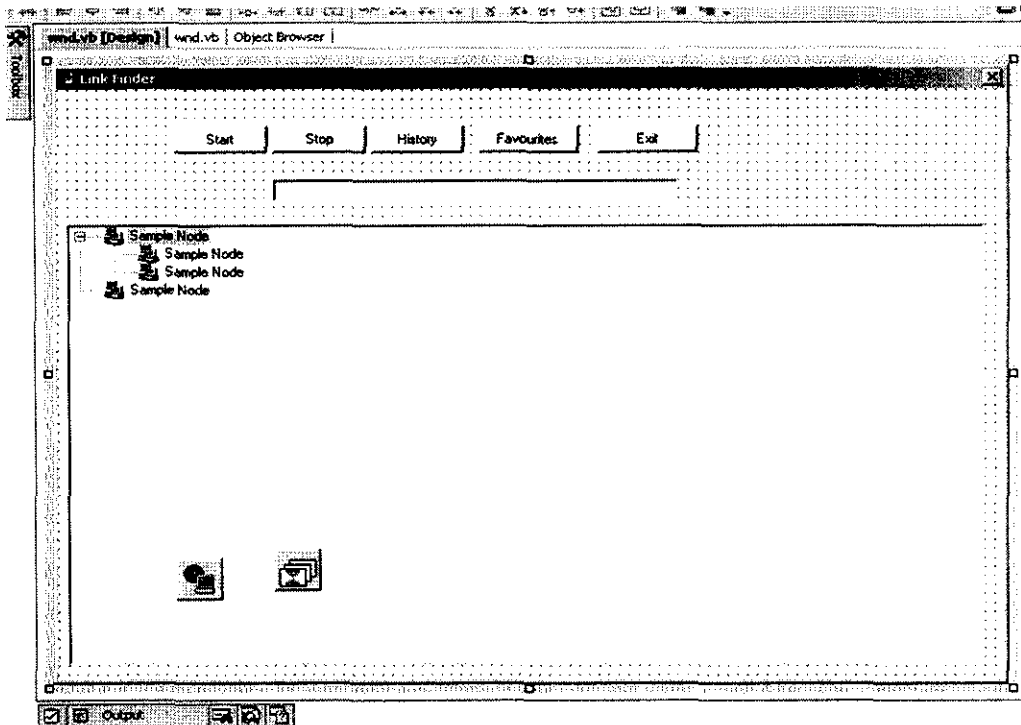 wnd.vb [Design] wnd.vb Object Browser
Toolbox
Link Finder
Start Stop History Favourites Exit
Sample Node
Sample Node
Sample Node
Sample Node
Output